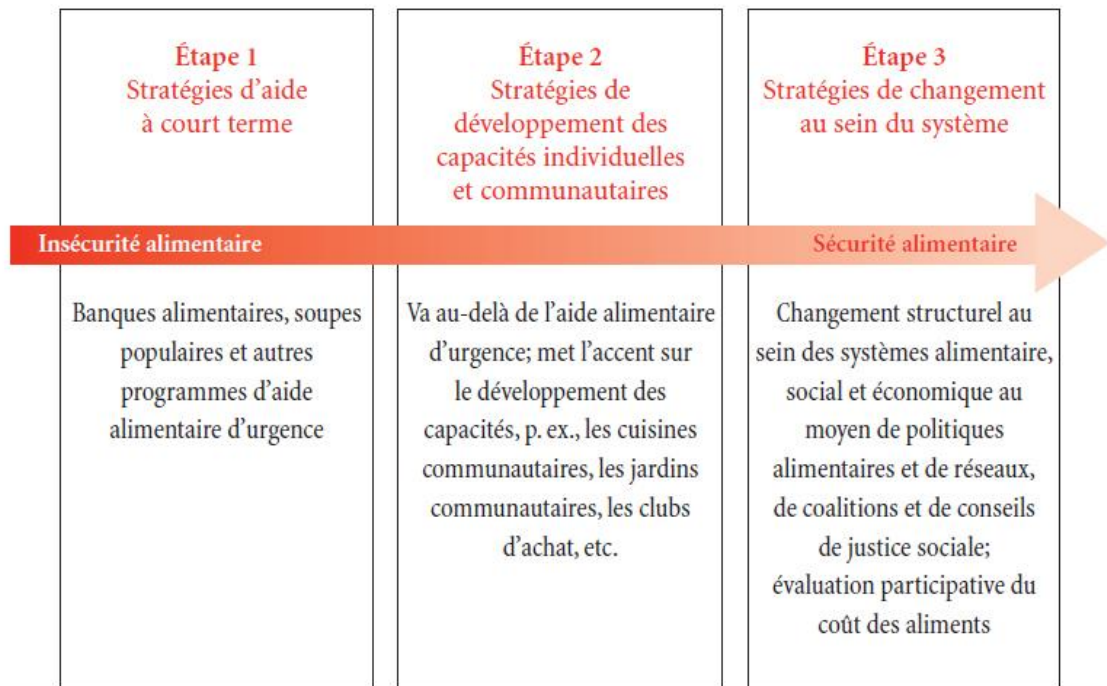 Étape 1
Stratégies d'aide
à court terme
Étape 2
Stratégies de
développement des
capacités individuelles
et communautaires
Étape 3
Stratégies de changement
au sein du système
Insécurité alimentaire
Sécurité alimentaire
Banques alimentaires, soupes
populaires et autres
programmes d'aide
alimentaire d'urgence
Va au-delà de l'aide alimentaire
d'urgence; met l'accent sur
le développement des
capacités, p. ex., les cuisines
communautaires, les jardins
communautaires, les clubs
d'achat, etc.
Changement structurel au
sein des systèmes alimentaire,
social et économique au
moyen de politiques
alimentaires et de réseaux,
de coalitions et de conseils
de justice sociale;
évaluation participative du
coût des aliments